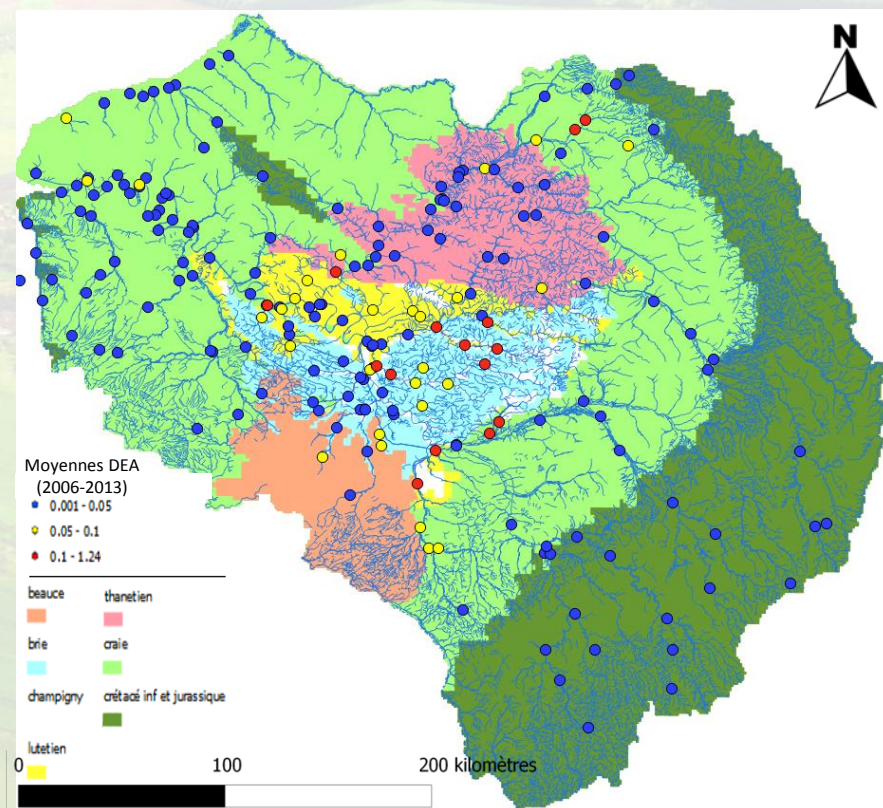 N
Moyennes DEA
(2006-2013)
0.001 - 0.05
0.05 - 0.1
0.1 - 1.24
beauce thanetien
brie craie
champigny crétacé inf et jurassique
lutetien
0 100 200 kilomètres